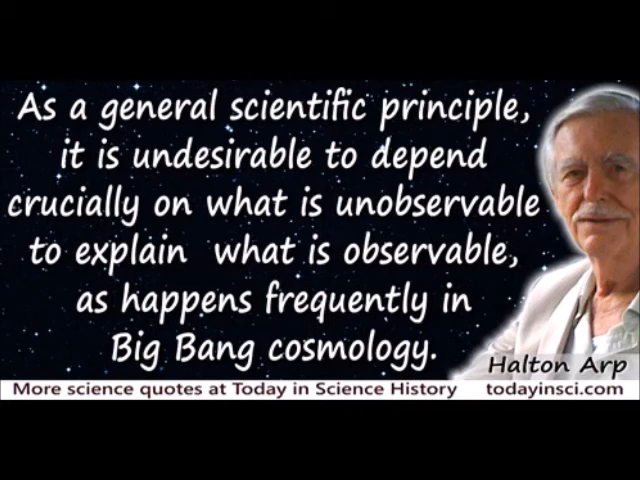 As a general scientific principle,
it is undesirable to depend
crucially on what is unobservable
to explain what is observable,
as happens frequently in
Big Bang cosmology.
Halton Arp
More science quotes at Today in Science History todayinsci.com